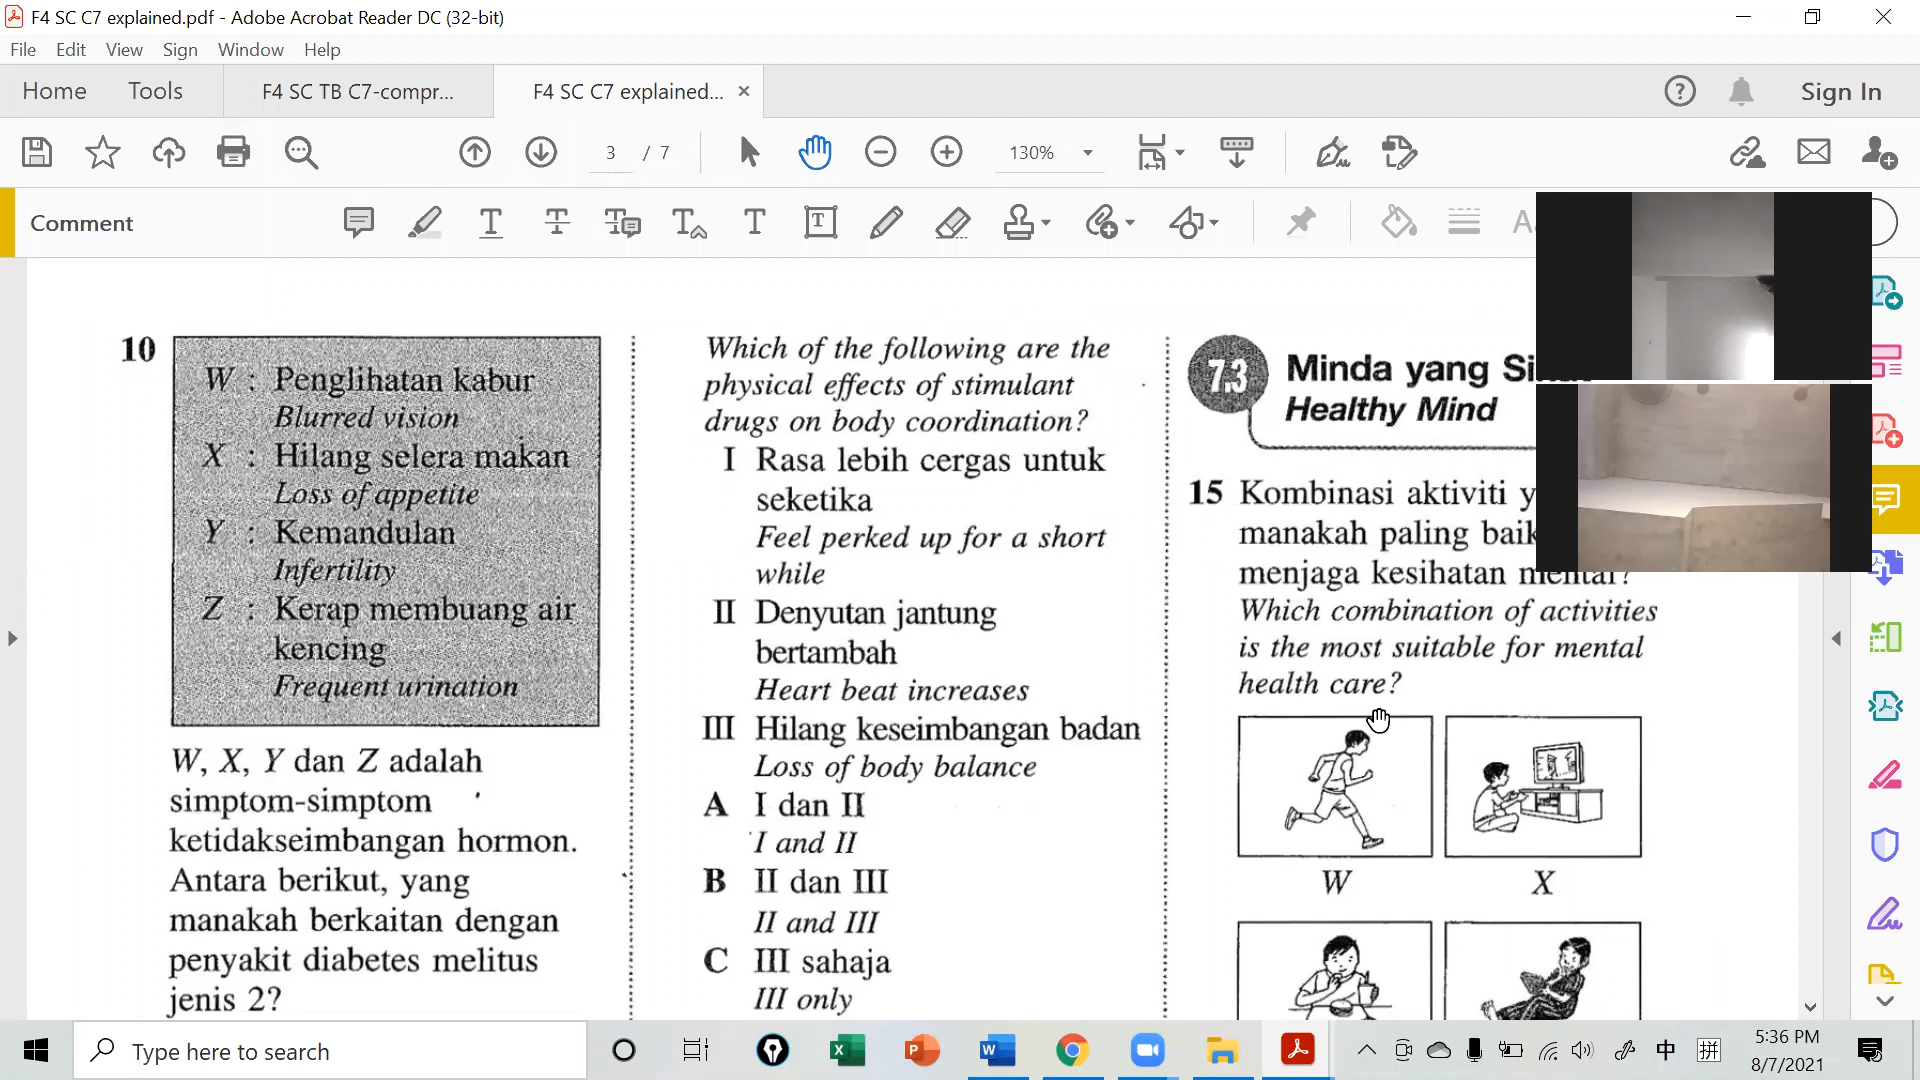 F4 SC C7 explained.pdf - Adobe Acrobat Reader DC (32-bit)
File Edit View Sign Window Help
Home Tools F4 SC TB C7-compr... F4 SC C7 explained... ×
Sign In
3 / 7
130%
Comment
10
W : Penglihatan kabur
Blurred vision
X : Hilang selera makan
Loss of appetite
Y : Kemandulan
Infertility
Z : Kerap membuang air
kencing
Frequent urination
W, X, Y dan Z adalah
simptom-simptom
ketidakseimbangan hormon.
Antara berikut, yang
manakah berkaitan dengan
penyakit diabetes melitus
jenis 2?
Which of the following are the
physical effects of stimulant
drugs on body coordination?
I Rasa lebih cergas untuk
seketika
Feel perked up for a short
while
II Denyutan jantung
bertambah
Heart beat increases
III Hilang keseimbangan badan
Loss of body balance
A I dan II
I and II
B II dan III
II and III
C III sahaja
III only
7.3 Minda yang
Healthy Mind
15 Kombinasi aktiviti
manakah paling baik
menjaga kesihatan mental?
Which combination of activities
is the most suitable for mental
health care?
W X
Type here to search
中 拼
5:36 PM
8/7/2021